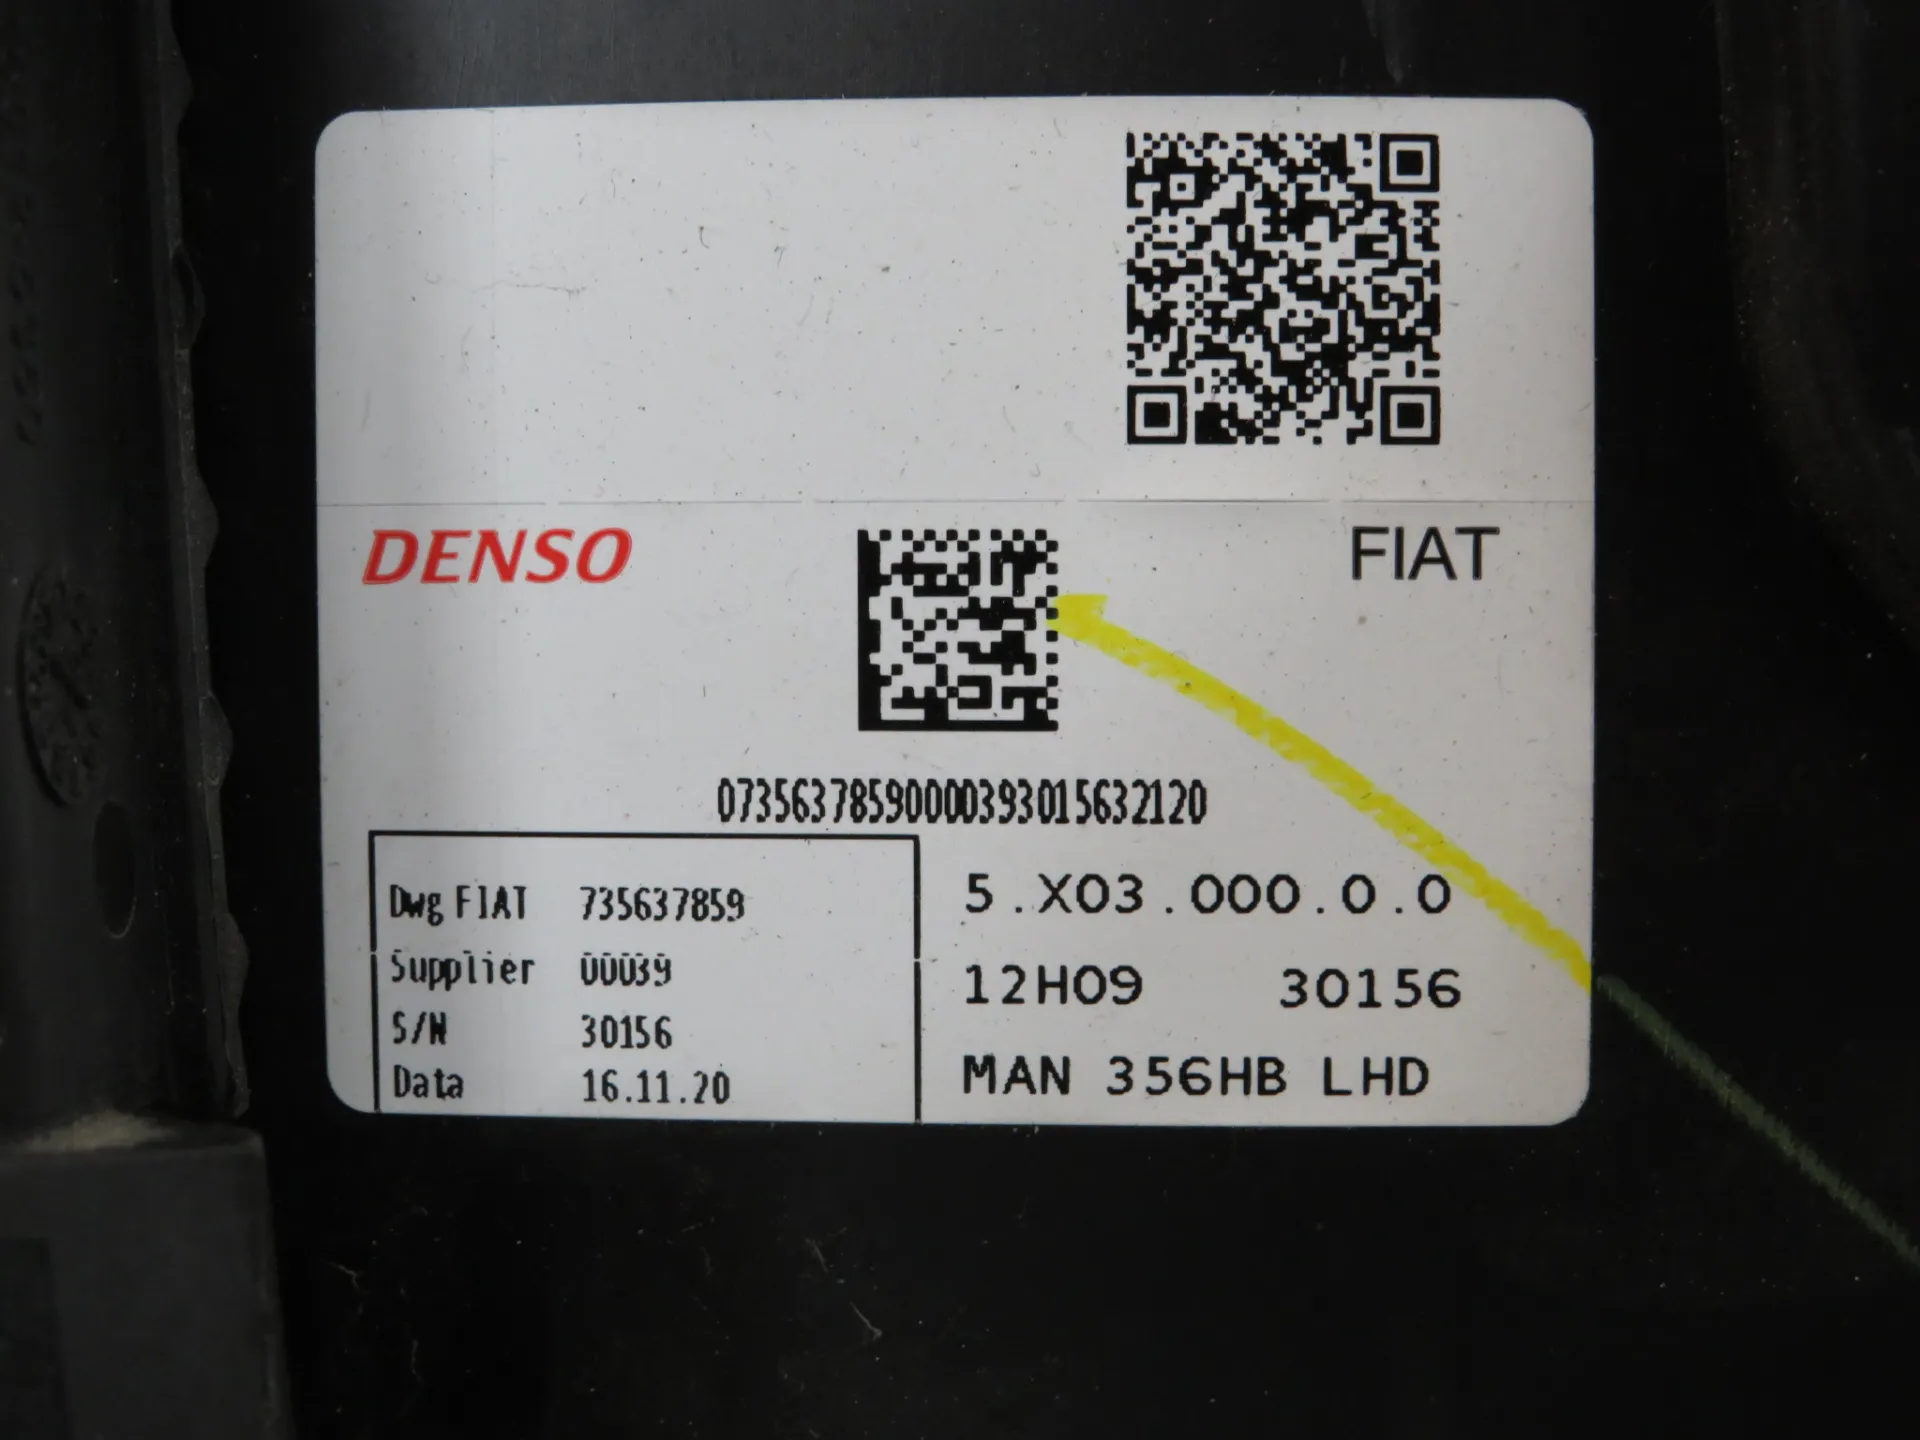 DENSO
FIAT
07356378590000393015632120
Dwg FIAT 735637859
Supplier 00039
S/N 30156
Data 16.11.20
5.X03.000.0.0
12H09 30156
MAN 356HB LHD